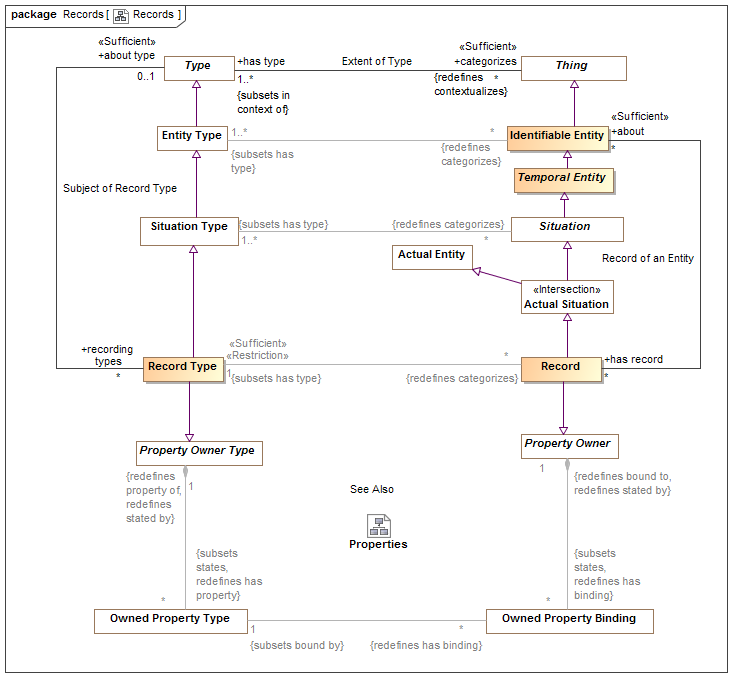 package Records [ Records ]
«Sufficient»
+about type
0..1
Type
+has type
1..*
{subsets in
context of}
Extent of Type
«Sufficient»
+categorizes
{redefines *
contextualizes}
Thing
Entity Type
1..*
{subsets has
type}
*
{redefines
categorizes}
Identifiable Entity
«Sufficient»
+about
*
Temporal Entity
Subject of Record Type
Situation Type
{subsets has type}
1..*
{redefines categorizes}
*
Situation
Actual Entity
Record of an Entity
«Intersection»
Actual Situation
+recording
types
*
Record Type
«Sufficient»
«Restriction»
1
{subsets has type}
*
{redefines categorizes}
Record
+has record
*
Property Owner Type
Property Owner
{redefines
property of,
redefines
stated by}
1
See Also
Properties
1
{redefines bound to,
redefines stated by}
{subsets
states,
redefines has
property}
*
{subsets
states,
redefines has
binding}
*
Owned Property Type
1
{subsets bound by}
*
{redefines has binding}
Owned Property Binding